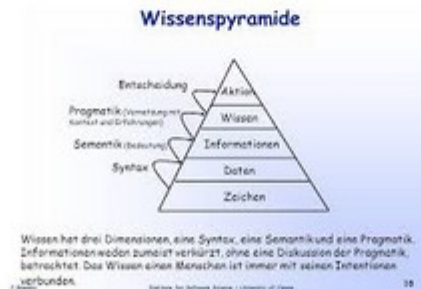 Wissenspyramide
Entscheidung
Aktion
Pragmatik (Vernetzung mit
Kontext und Erfahrungen)
Wissen
Semantik (Bedeutung)
Informationen
Syntax
Daten
Zeichen
Wissen hat drei Dimensionen, eine Syntax, eine Semantik und eine Pragmatik.
Informationen weden zumeist verkürzt, ohne eine Diskussion der Pragmatik,
betrachtet. Das Wissen einen Menschen ist immer mit seinen Intentionen
verbunden.